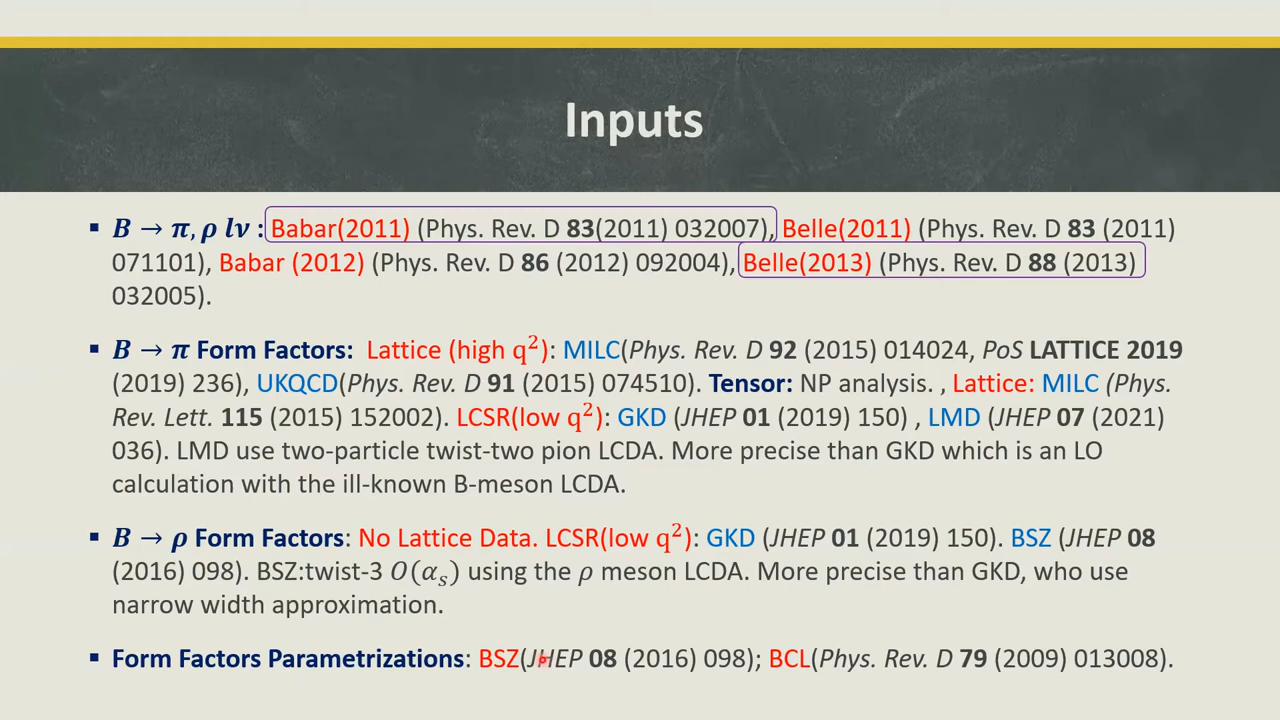 Inputs
▪ B → π, ρ lν : Babar(2011) (Phys. Rev. D 83(2011) 032007), Belle(2011) (Phys. Rev. D 83 (2011)
071101), Babar (2012) (Phys. Rev. D 86 (2012) 092004), Belle(2013) (Phys. Rev. D 88 (2013)
032005).
▪ B → π Form Factors: Lattice (high q²): MILC(Phys. Rev. D 92 (2015) 014024, PoS LATTICE 2019
(2019) 236), UKQCD(Phys. Rev. D 91 (2015) 074510). Tensor: NP analysis. , Lattice: MILC (Phys.
Rev. Lett. 115 (2015) 152002). LCSR(low q²): GKD (JHEP 01 (2019) 150) , LMD (JHEP 07 (2021)
036). LMD use two-particle twist-two pion LCDA. More precise than GKD which is an LO
calculation with the ill-known B-meson LCDA.
▪ B → ρ Form Factors: No Lattice Data. LCSR(low q²): GKD (JHEP 01 (2019) 150). BSZ (JHEP 08
(2016) 098). BSZ:twist-3 O(αₛ) using the ρ meson LCDA. More precise than GKD, who use
narrow width approximation.
▪ Form Factors Parametrizations: BSZ(JHEP 08 (2016) 098); BCL(Phys. Rev. D 79 (2009) 013008).